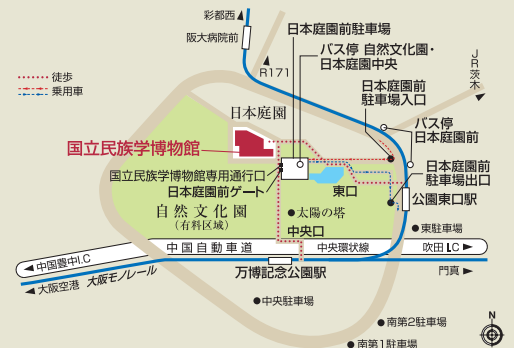 彩都西
阪大病院前
日本庭園前駐車場
バス停 自然文化園・
日本庭園中央
R171
JR茨木
徒歩
乗用車
日本庭園前
駐車場入口
日本庭園
バス停
日本庭園前
国立民族学博物館
国立民族学博物館専用通行口
日本庭園前ゲート
日本庭園前
駐車場出口
東口
公園東口駅
自然文化園
(有料区域)
太陽の塔
中央口
東駐車場
中国自動車道
中央環状線
吹田I.C
中国豊中I.C
大阪空港
大阪モノレール
万博記念公園駅
門真
中央駐車場
南第2駐車場
南第1駐車場
N